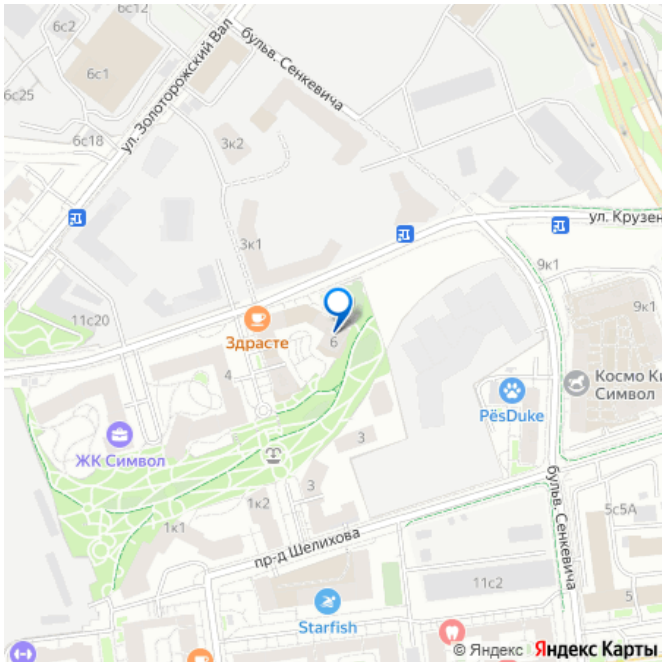 6с12
6с2
бульв. Сенкевича
6с1
ул. Золоторожский Вал
6с25
6с18
3к2
ул. Крузен
3к1
9к1
11с20
9к1
6
Здрасте
4
Космо Ки
Символ
ПёsDuke
3
ЖК Символ
3
1к2
бульв. Сенкевича
5с5А
1к1
пр-д Шелихова
5
11с2
Starfish
© Яндекс Яндекс Карты